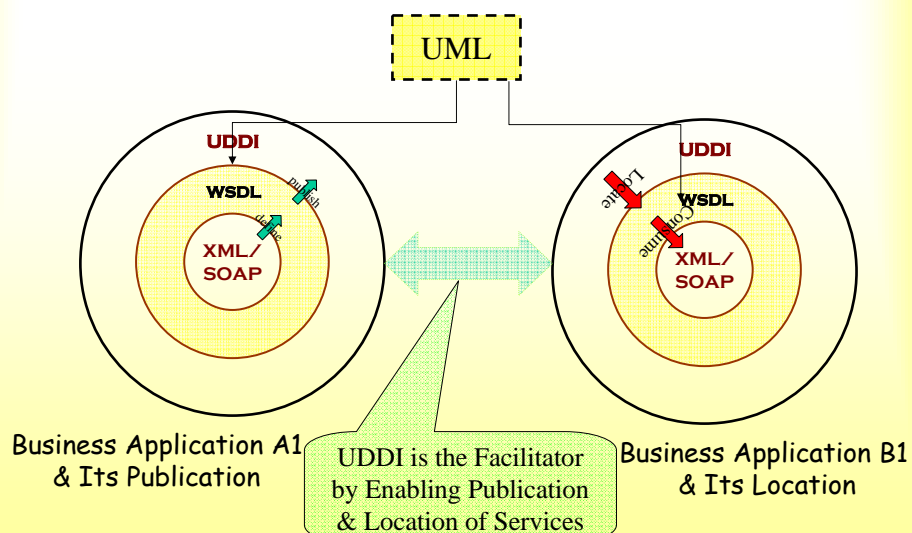 UML
UDDI
WSDL
publish
define
XML/
SOAP
UDDI
Locate
WSDL
Consume
XML/
SOAP
Business Application A1
& Its Publication
UDDI is the Facilitator
by Enabling Publication
& Location of Services
Business Application B1
& Its Location